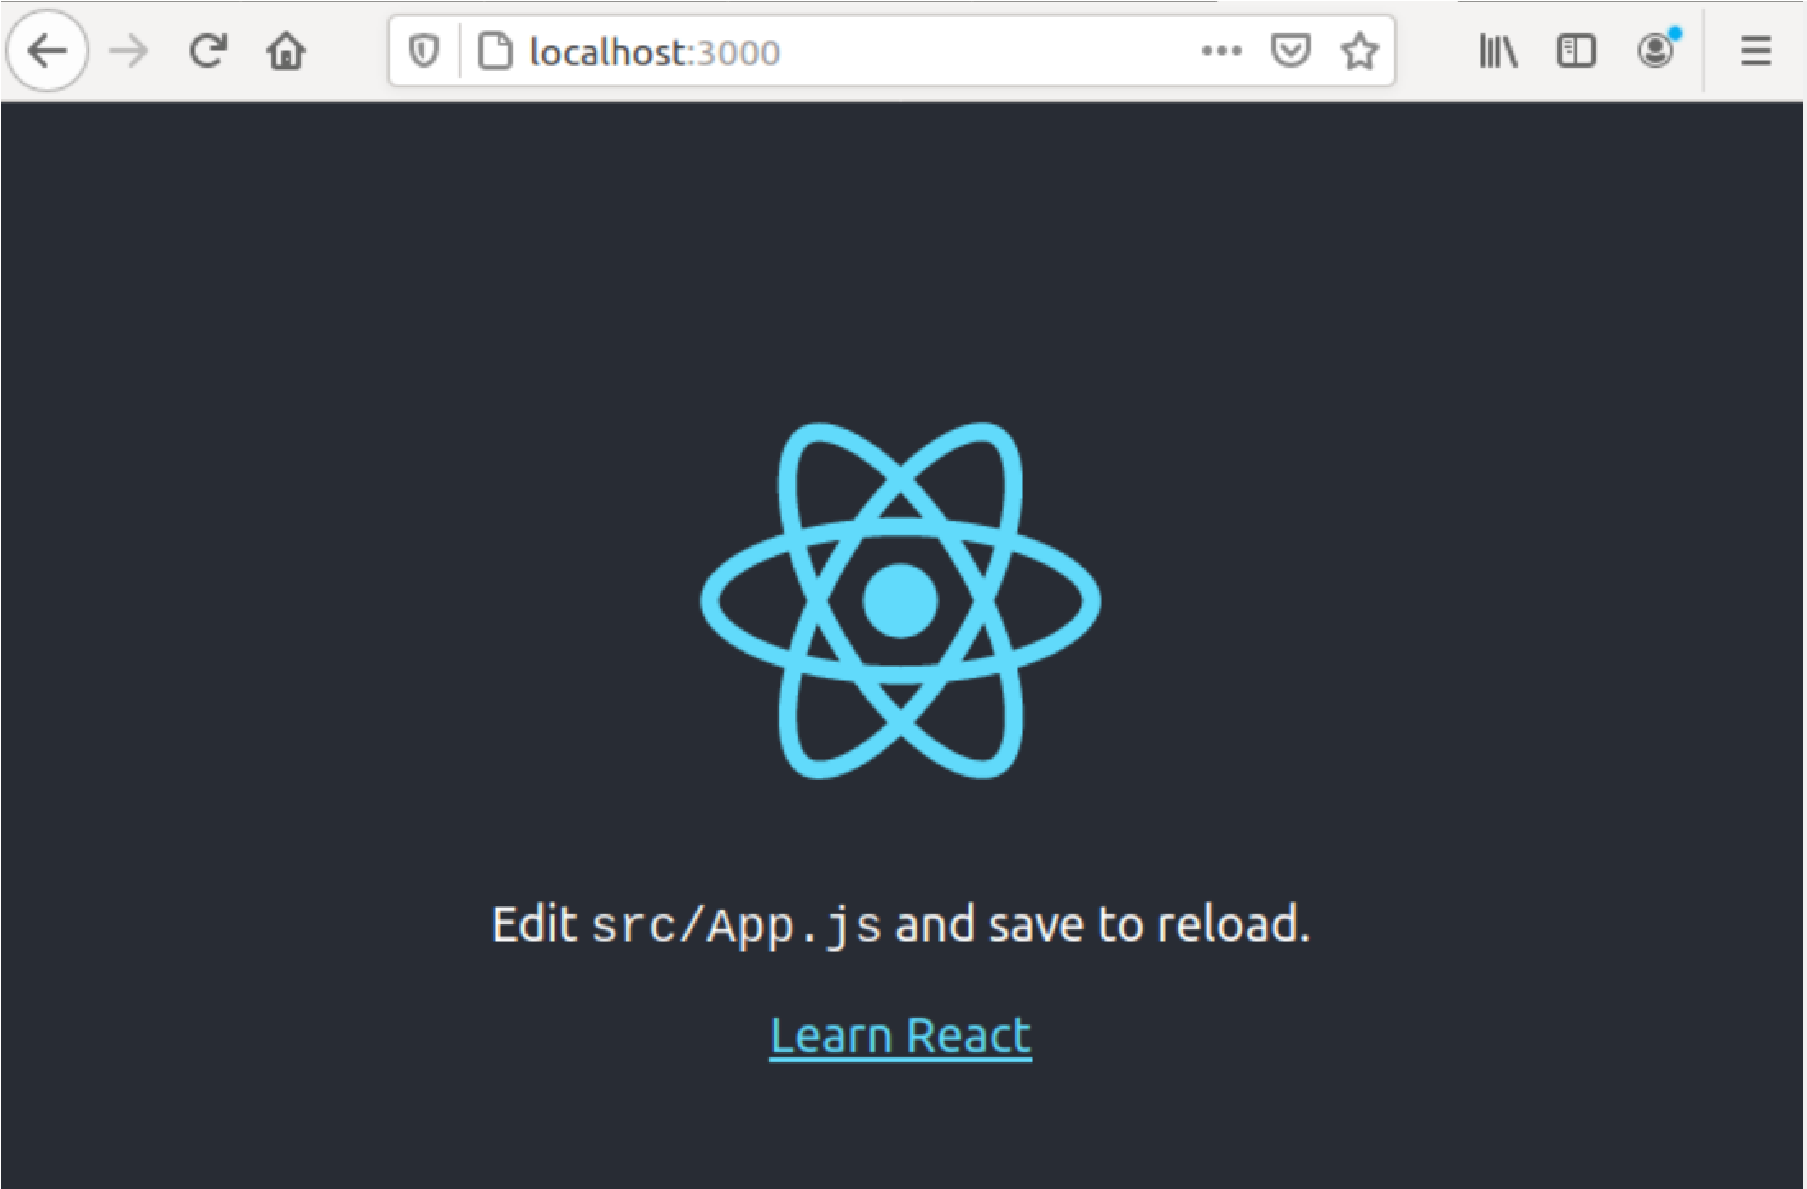 localhost:3000
Edit src/App.js and save to reload.
Learn React